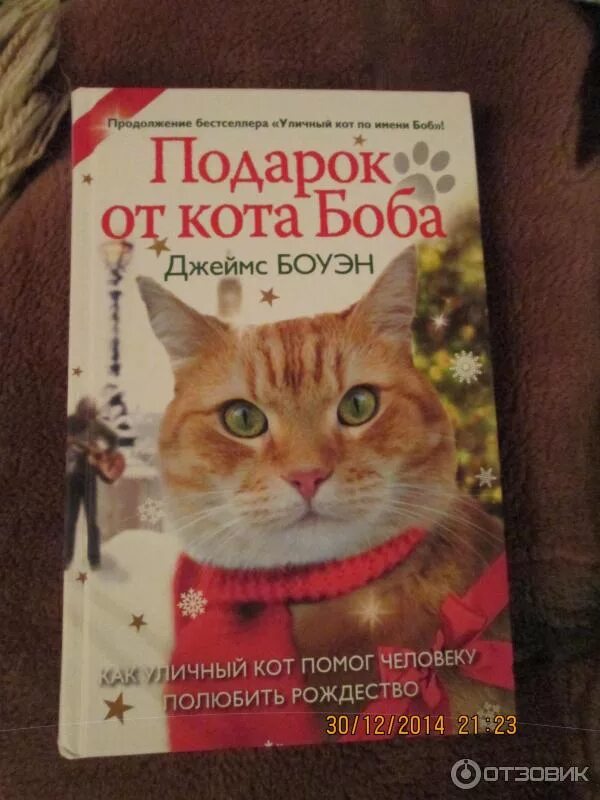 Продолжение бестселлера «Уличный кот по имени Боб»!
Подарок
от кота Боба
Джеймс БОУЭН
КАК УЛИЧНЫЙ КОТ ПОМОГ ЧЕЛОВЕКУ
ПОЛЮБИТЬ РОЖДЕСТВО
30/12/2014 21:23
ОТЗОВИК